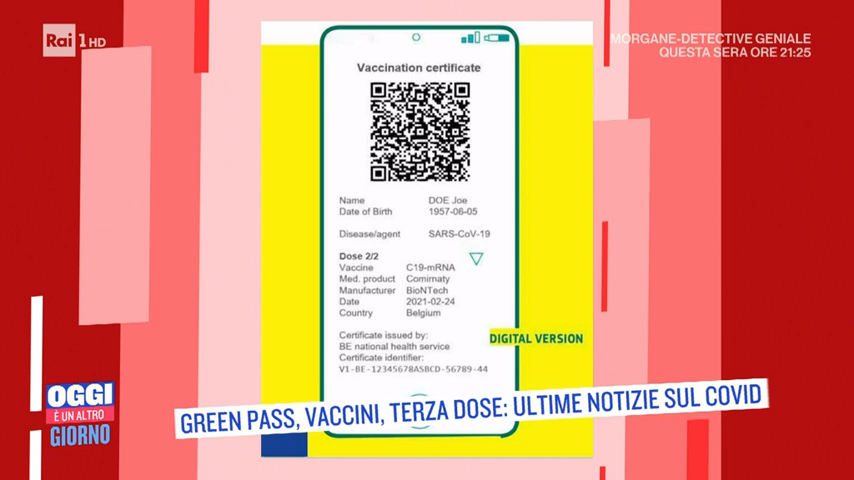 Rai 1 HD
MORGANE-DETECTIVE GENIALE
QUESTA SERA ORE 21:25
Vaccination certificate
Name DOE Joe
Date of Birth 1957-06-05
Disease/agent SARS-CoV-19
Dose 2/2
Vaccine C19-mRNA
Med. product Comirnaty
Manufacturer BioNTech
Date 2021-02-24
Country Belgium
Certificate issued by:
BE national health service
Certificate identifier:
V1-BE-12345678ASBCD-56789-44
DIGITAL VERSION
OGGI
È UN ALTRO
GIORNO
GREEN PASS, VACCINI, TERZA DOSE: ULTIME NOTIZIE SUL COVID